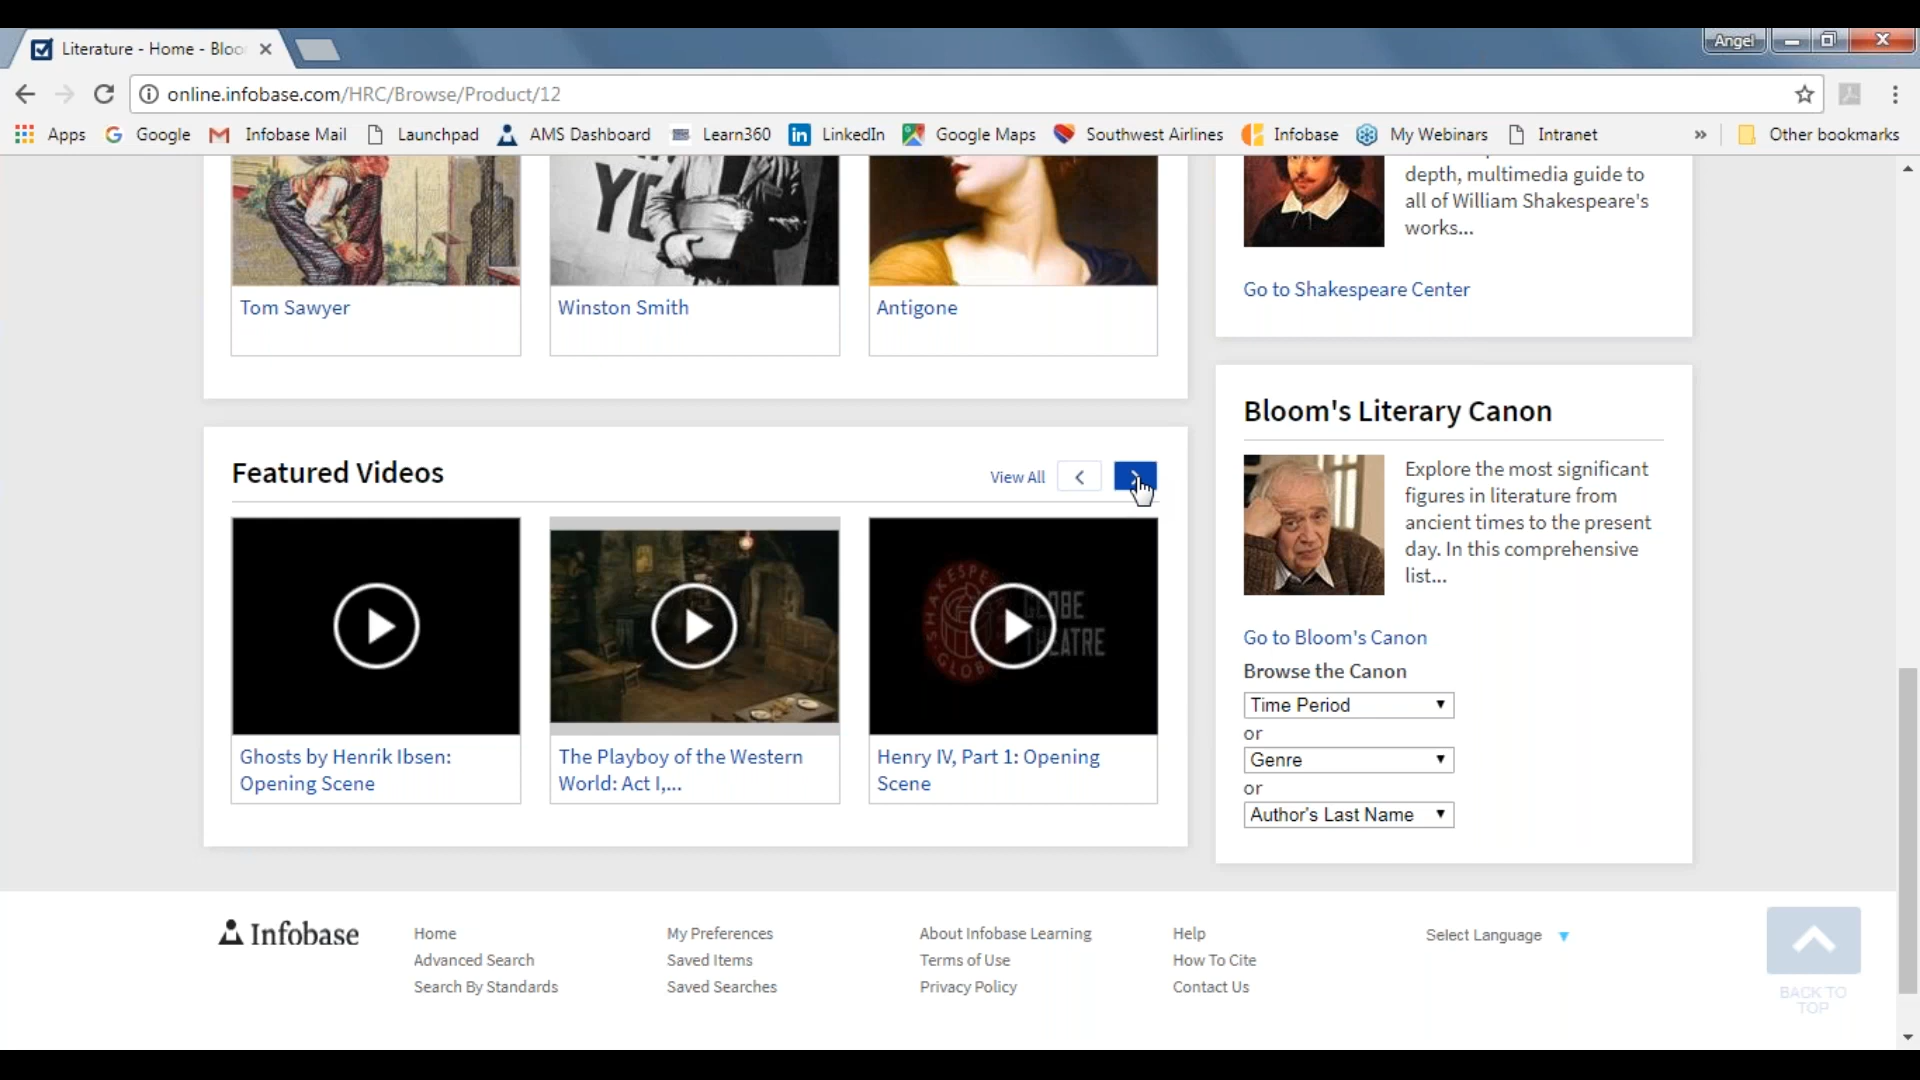 Literature - Home - Bloo
Angel
online.infobase.com/HRC/Browse/Product/12
Apps Google Infobase Mail Launchpad AMS Dashboard Learn360 LinkedIn Google Maps Southwest Airlines Infobase My Webinars Intranet » Other bookmarks
YO
Tom Sawyer
Winston Smith
Antigone
depth, multimedia guide to
all of William Shakespeare's
works...
Go to Shakespeare Center
Featured Videos
View All
SHAKESPE
GLOB
GLOBE
THEATRE
Ghosts by Henrik Ibsen:
Opening Scene
The Playboy of the Western
World: Act I,...
Henry IV, Part 1: Opening
Scene
Bloom's Literary Canon
Explore the most significant
figures in literature from
ancient times to the present
day. In this comprehensive
list...
Go to Bloom's Canon
Browse the Canon
Time Period
or
Genre
or
Author's Last Name
Infobase
Home
Advanced Search
Search By Standards
My Preferences
Saved Items
Saved Searches
About Infobase Learning
Terms of Use
Privacy Policy
Help
How To Cite
Contact Us
Select Language
BACK TO
TOP